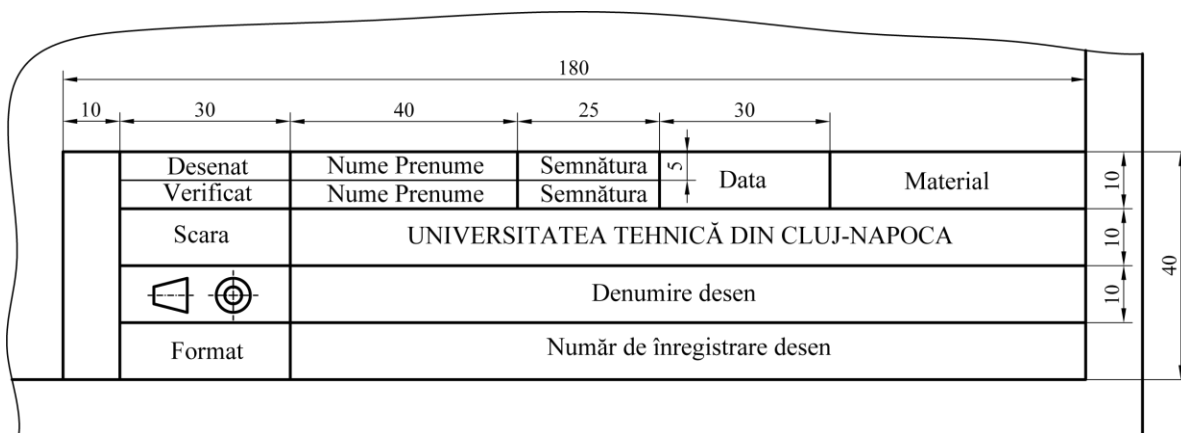 180
10 30 40 25 30
Desenat Nume Prenume Semnătura 5 Data Material 10
Verificat Nume Prenume Semnătura
Scara UNIVERSITATEA TEHNICĂ DIN CLUJ-NAPOCA 10
40
Denumire desen 10
Format Număr de înregistrare desen